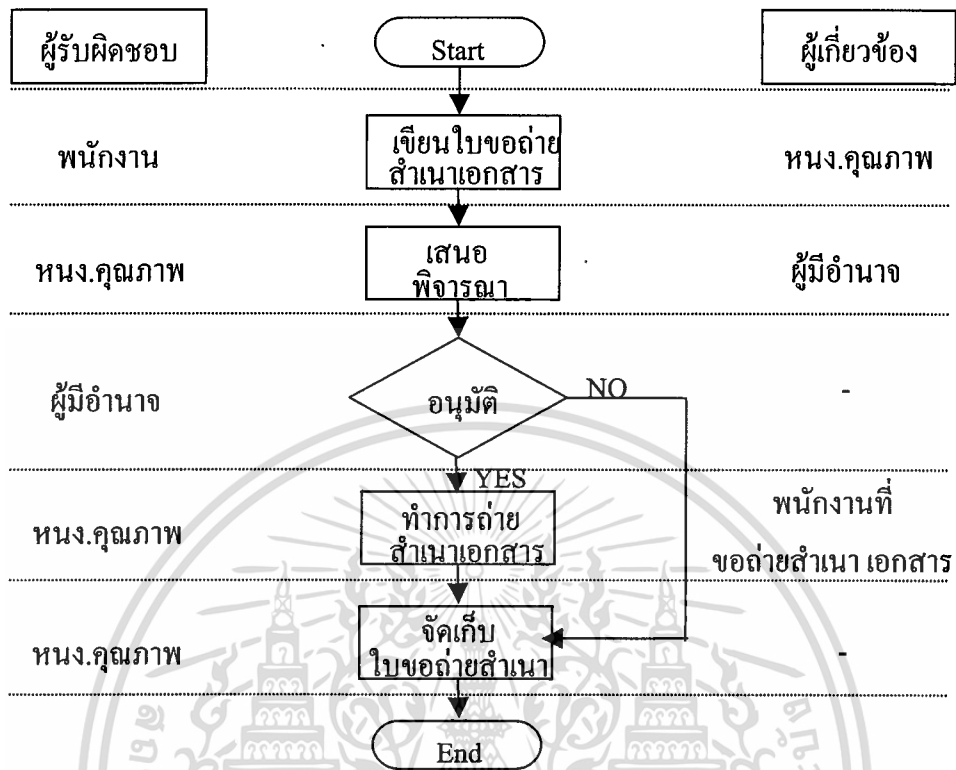 ผู้รับผิดชอบ
Start
ผู้เกี่ยวข้อง
พนักงาน
เขียนใบขอถ่าย
สำเนาเอกสาร
หนง.คุณภาพ
หนง.คุณภาพ
เสนอ
พิจารณา
ผู้มีอำนาจ
ผู้มีอำนาจ
อนุมัติ
NO
-
YES
หนง.คุณภาพ
ทำการถ่าย
สำเนาเอกสาร
พนักงานที่
ขอถ่ายสำเนา เอกสาร
หนง.คุณภาพ
จัดเก็บ
ใบขอถ่ายสำเนา
-
End